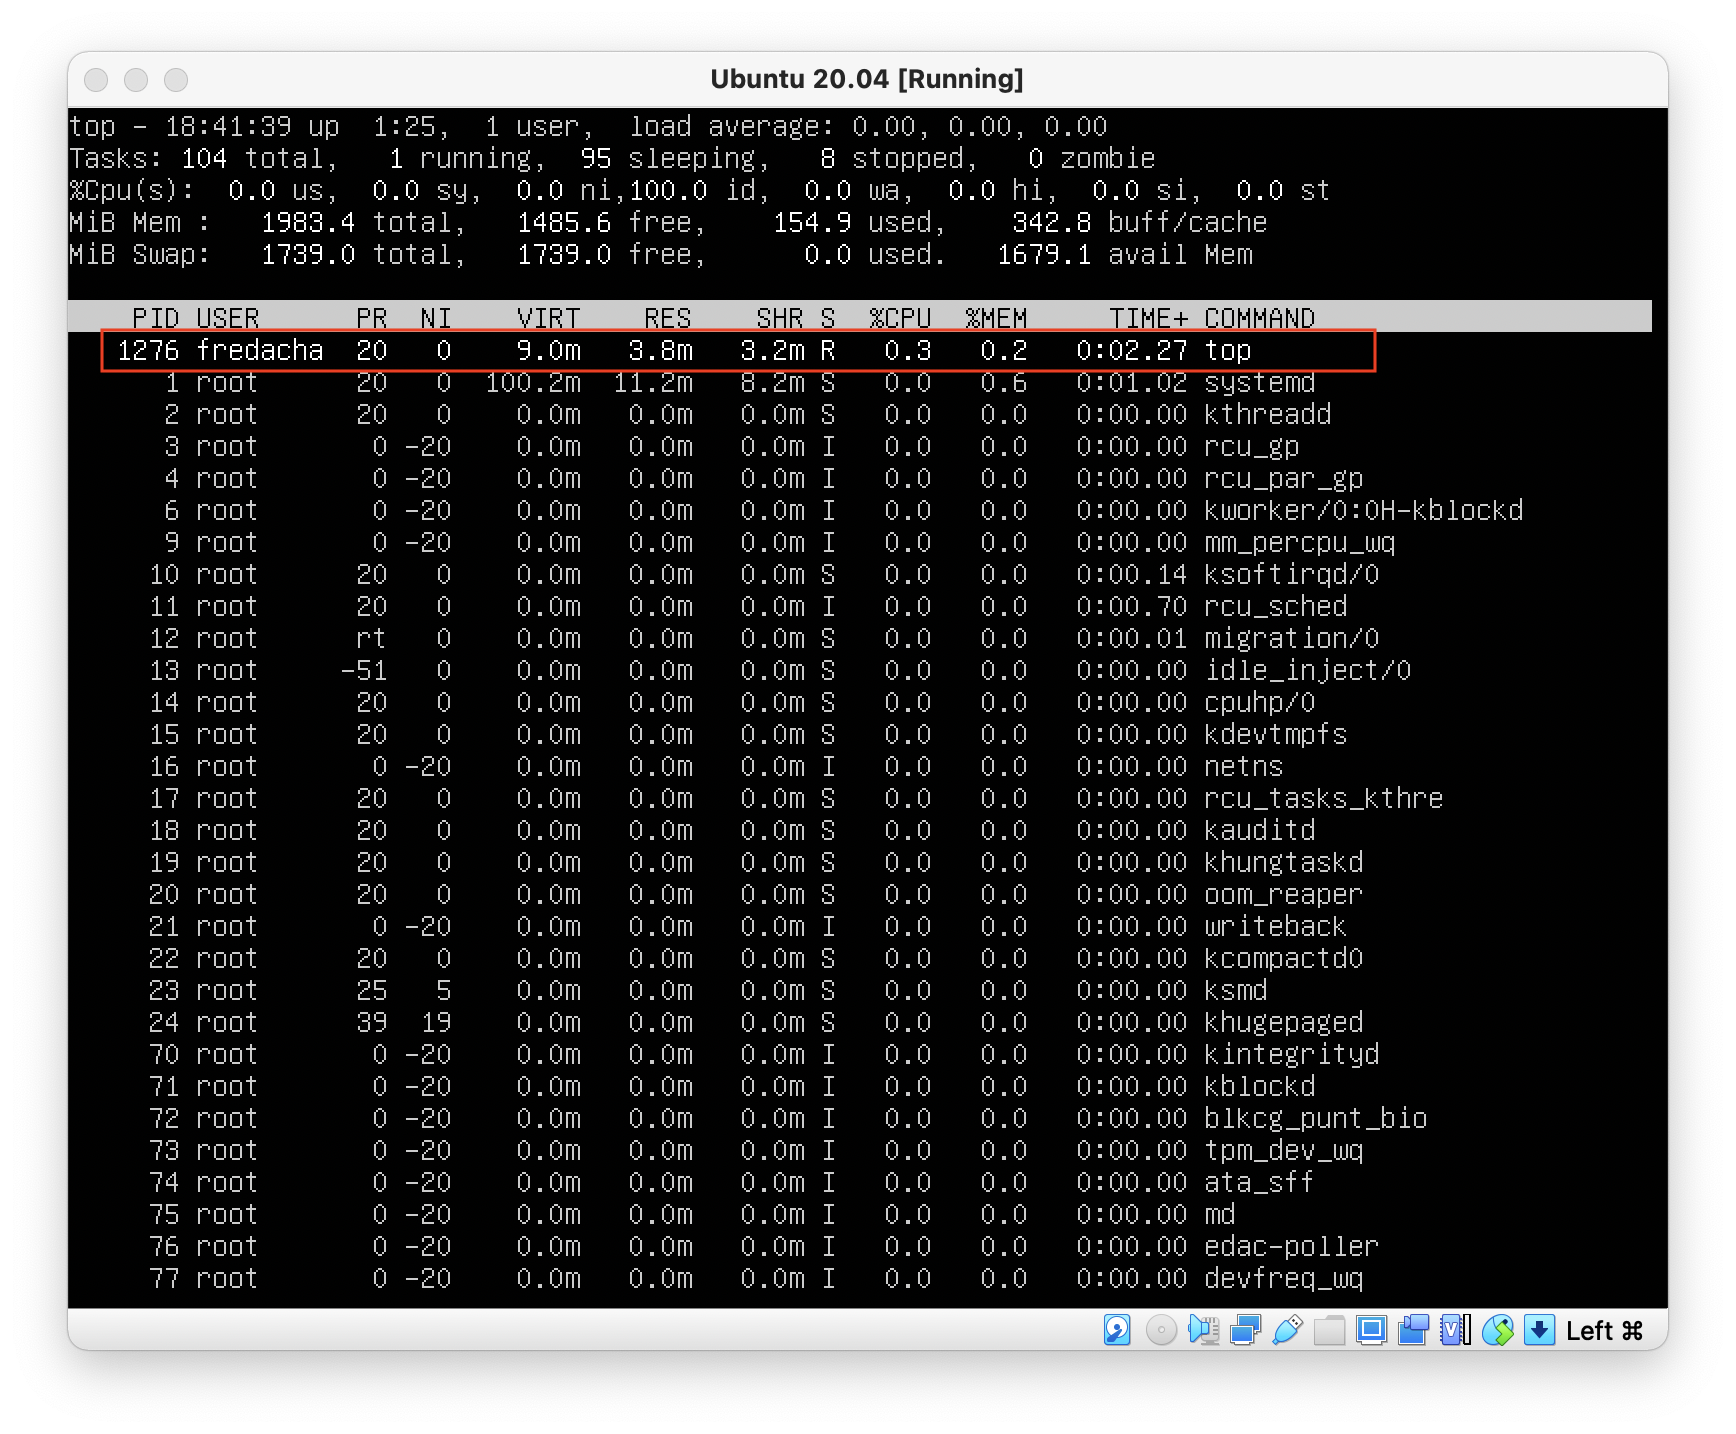 Ubuntu 20.04 [Running]
top - 18:41:39 up  1:25,  1 user,  load average: 0.00, 0.00, 0.00
Tasks: 104 total,   1 running,  95 sleeping,   8 stopped,   0 zombie
%Cpu(s):  0.0 us,  0.0 sy,  0.0 ni,100.0 id,  0.0 wa,  0.0 hi,  0.0 si,  0.0 st
MiB Mem :   1983.4 total,   1485.6 free,    154.9 used,    342.8 buff/cache
MiB Swap:   1739.0 total,   1739.0 free,      0.0 used.   1679.1 avail Mem
PID USER      PR  NI    VIRT    RES    SHR S  %CPU  %MEM     TIME+ COMMAND
1276 fredacha  20   0    9.0m   3.8m   3.2m R   0.3   0.2   0:02.27 top
1 root      20   0  100.2m  11.2m   8.2m S   0.0   0.6   0:01.02 systemd
2 root      20   0    0.0m   0.0m   0.0m S   0.0   0.0   0:00.00 kthreadd
3 root       0 -20    0.0m   0.0m   0.0m I   0.0   0.0   0:00.00 rcu_gp
4 root       0 -20    0.0m   0.0m   0.0m I   0.0   0.0   0:00.00 rcu_par_gp
6 root       0 -20    0.0m   0.0m   0.0m I   0.0   0.0   0:00.00 kworker/0:0H-kblockd
9 root       0 -20    0.0m   0.0m   0.0m I   0.0   0.0   0:00.00 mm_percpu_wq
10 root      20   0    0.0m   0.0m   0.0m S   0.0   0.0   0:00.14 ksoftirqd/0
11 root      20   0    0.0m   0.0m   0.0m I   0.0   0.0   0:00.70 rcu_sched
12 root      rt   0    0.0m   0.0m   0.0m S   0.0   0.0   0:00.01 migration/0
13 root     -51   0    0.0m   0.0m   0.0m S   0.0   0.0   0:00.00 idle_inject/0
14 root      20   0    0.0m   0.0m   0.0m S   0.0   0.0   0:00.00 cpuhp/0
15 root      20   0    0.0m   0.0m   0.0m S   0.0   0.0   0:00.00 kdevtmpfs
16 root       0 -20    0.0m   0.0m   0.0m I   0.0   0.0   0:00.00 netns
17 root      20   0    0.0m   0.0m   0.0m S   0.0   0.0   0:00.00 rcu_tasks_kthre
18 root      20   0    0.0m   0.0m   0.0m S   0.0   0.0   0:00.00 kauditd
19 root      20   0    0.0m   0.0m   0.0m S   0.0   0.0   0:00.00 khungtaskd
20 root      20   0    0.0m   0.0m   0.0m S   0.0   0.0   0:00.00 oom_reaper
21 root       0 -20    0.0m   0.0m   0.0m I   0.0   0.0   0:00.00 writeback
22 root      20   0    0.0m   0.0m   0.0m S   0.0   0.0   0:00.00 kcompactd0
23 root      25   5    0.0m   0.0m   0.0m S   0.0   0.0   0:00.00 ksmd
24 root      39  19    0.0m   0.0m   0.0m S   0.0   0.0   0:00.00 khugepaged
70 root       0 -20    0.0m   0.0m   0.0m I   0.0   0.0   0:00.00 kintegrityd
71 root       0 -20    0.0m   0.0m   0.0m I   0.0   0.0   0:00.00 kblockd
72 root       0 -20    0.0m   0.0m   0.0m I   0.0   0.0   0:00.00 blkcg_punt_bio
73 root       0 -20    0.0m   0.0m   0.0m I   0.0   0.0   0:00.00 tpm_dev_wq
74 root       0 -20    0.0m   0.0m   0.0m I   0.0   0.0   0:00.00 ata_sff
75 root       0 -20    0.0m   0.0m   0.0m I   0.0   0.0   0:00.00 md
76 root       0 -20    0.0m   0.0m   0.0m I   0.0   0.0   0:00.00 edac-poller
77 root       0 -20    0.0m   0.0m   0.0m I   0.0   0.0   0:00.00 devfreq_wq
Left ⌘